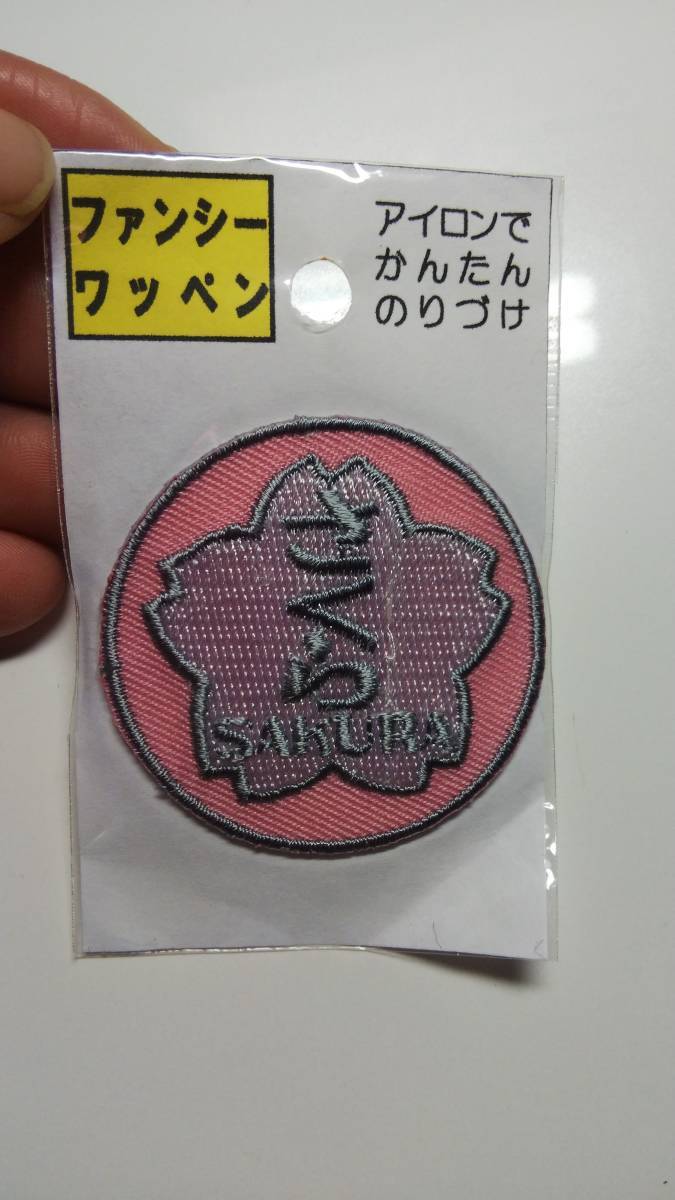 ファンシー
ワッペン
アイロンで
かんたん
のりづけ
さくら
SAKURA